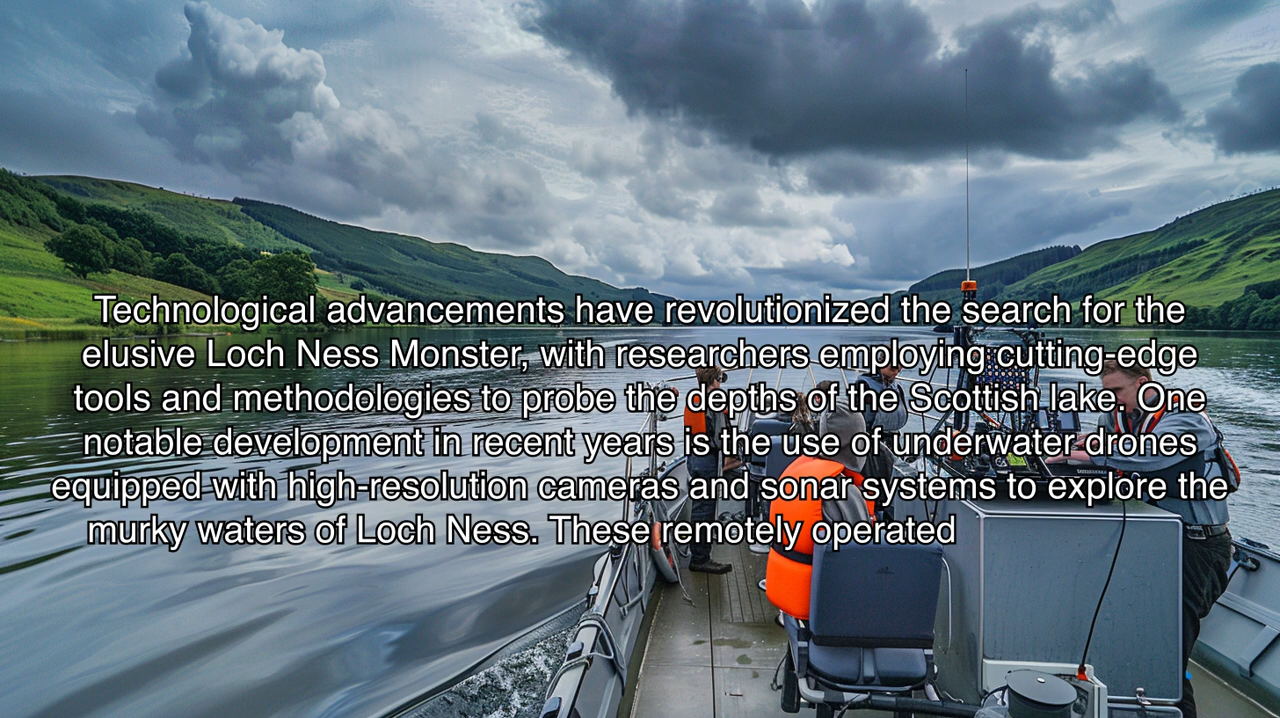 Technological advancements have revolutionized the search for the
elusive Loch Ness Monster, with researchers employing cutting-edge
tools and methodologies to probe the depths of the Scottish lake. One
notable development in recent years is the use of underwater drones
equipped with high-resolution cameras and sonar systems to explore the
murky waters of Loch Ness. These remotely operated